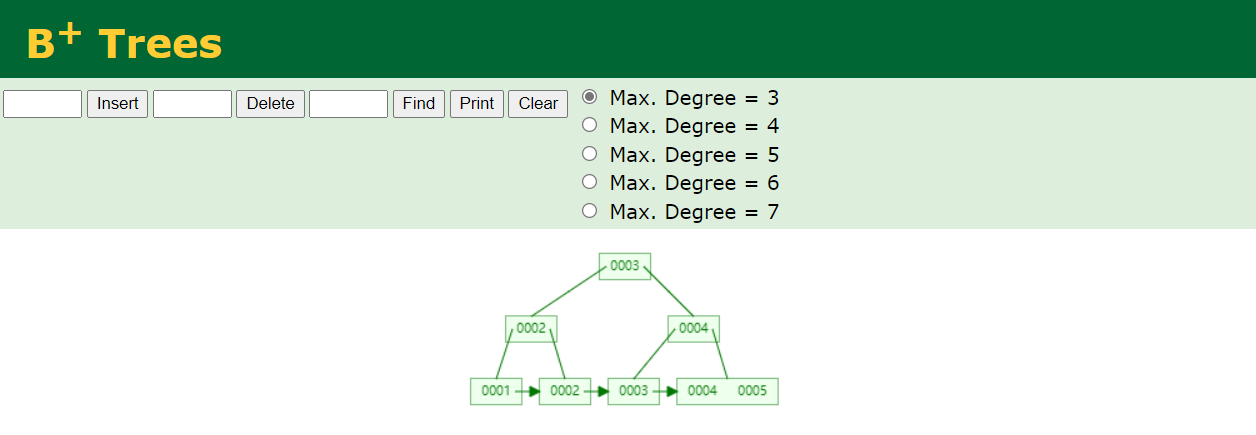 B+ Trees
Insert Delete Find Print Clear
Max. Degree = 3
Max. Degree = 4
Max. Degree = 5
Max. Degree = 6
Max. Degree = 7
0003
0002 0004
0001 0002 0003 0004 0005